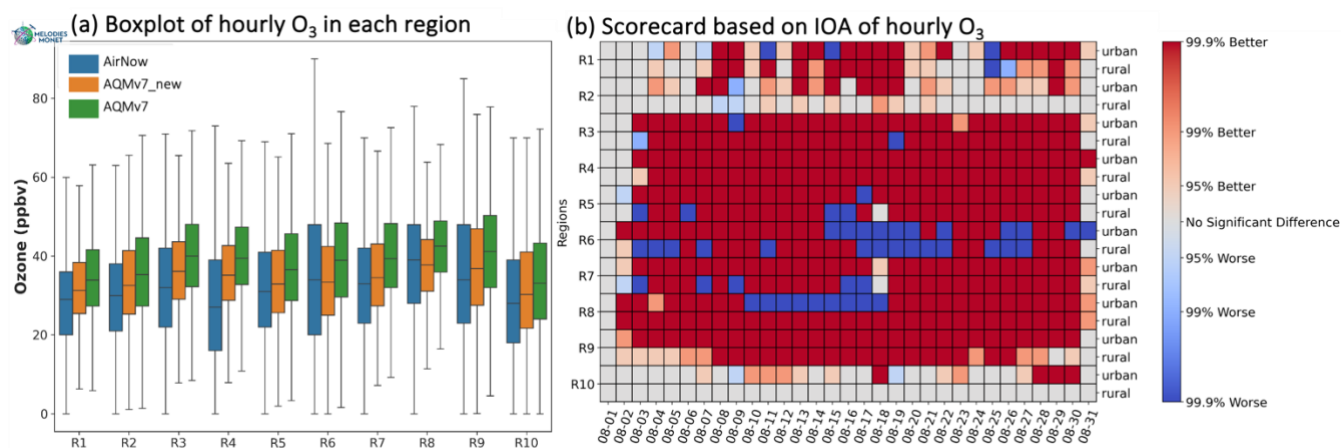 (a) Boxplot of hourly O₃ in each region
MELODIES
MONET
AirNow
AQMv7_new
AQMv7
Ozone (ppbv)
80
60
40
20
0
R1 R2 R3 R4 R5 R6 R7 R8 R9 R10
(b) Scorecard based on IOA of hourly O₃
Regions
R1
R2
R3
R4
R5
R6
R7
R8
R9
R10
urban
rural
urban
rural
urban
rural
urban
rural
urban
rural
urban
rural
urban
rural
urban
rural
urban
rural
urban
rural
08-01 08-02 08-03 08-04 08-05 08-06 08-07 08-08 08-09 08-10 08-11 08-12 08-13 08-14 08-15 08-16 08-17 08-18 08-19 08-20 08-21 08-22 08-23 08-24 08-25 08-26 08-27 08-28 08-29 08-30 08-31
99.9% Better
99% Better
95% Better
No Significant Difference
95% Worse
99% Worse
99.9% Worse